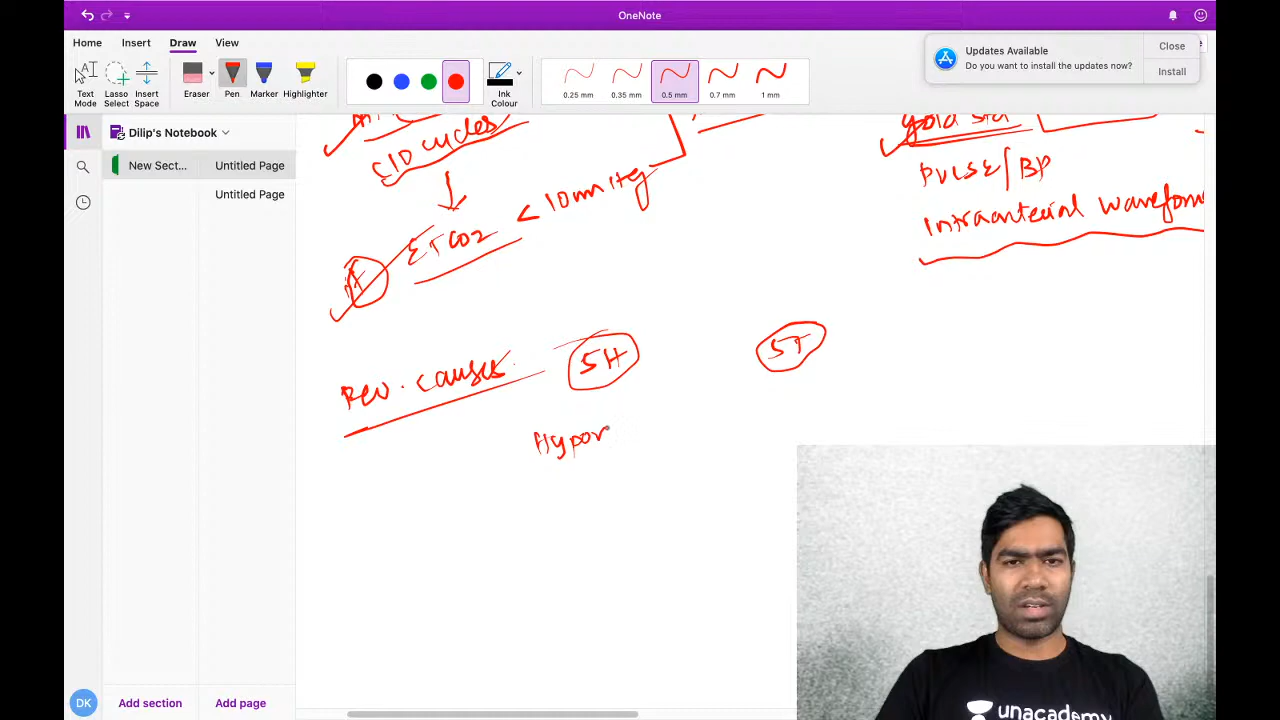 OneNote
Home Insert Draw View
Updates Available
Do you want to install the updates now?
Close
Install
Text Mode
Lasso Select
Insert Space
Eraser
Pen
Marker
Highlighter
Ink Colour
0.25 mm
0.35 mm
0.5 mm
0.7 mm
1 mm
Dilip's Notebook
New Sect...
Untitled Page
Untitled Page
cycles
gold std
PULSE/BP
Intraarterial waveform
ETCO2
< 10mmHg
Rev. causes
5H
5T
Hypo
DK
Add section
Add page
unacademy